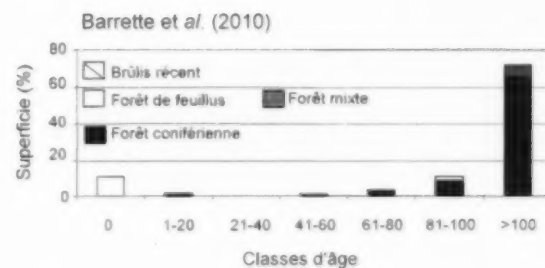 Barrette et al. (2010)
Superficie (%)
80
60
40
20
0
Brûlis récent
Forêt de feuillus
Forêt mixte
Forêt coniférienne
0 1-20 21-40 41-60 61-80 81-100 >100
Classes d'âge